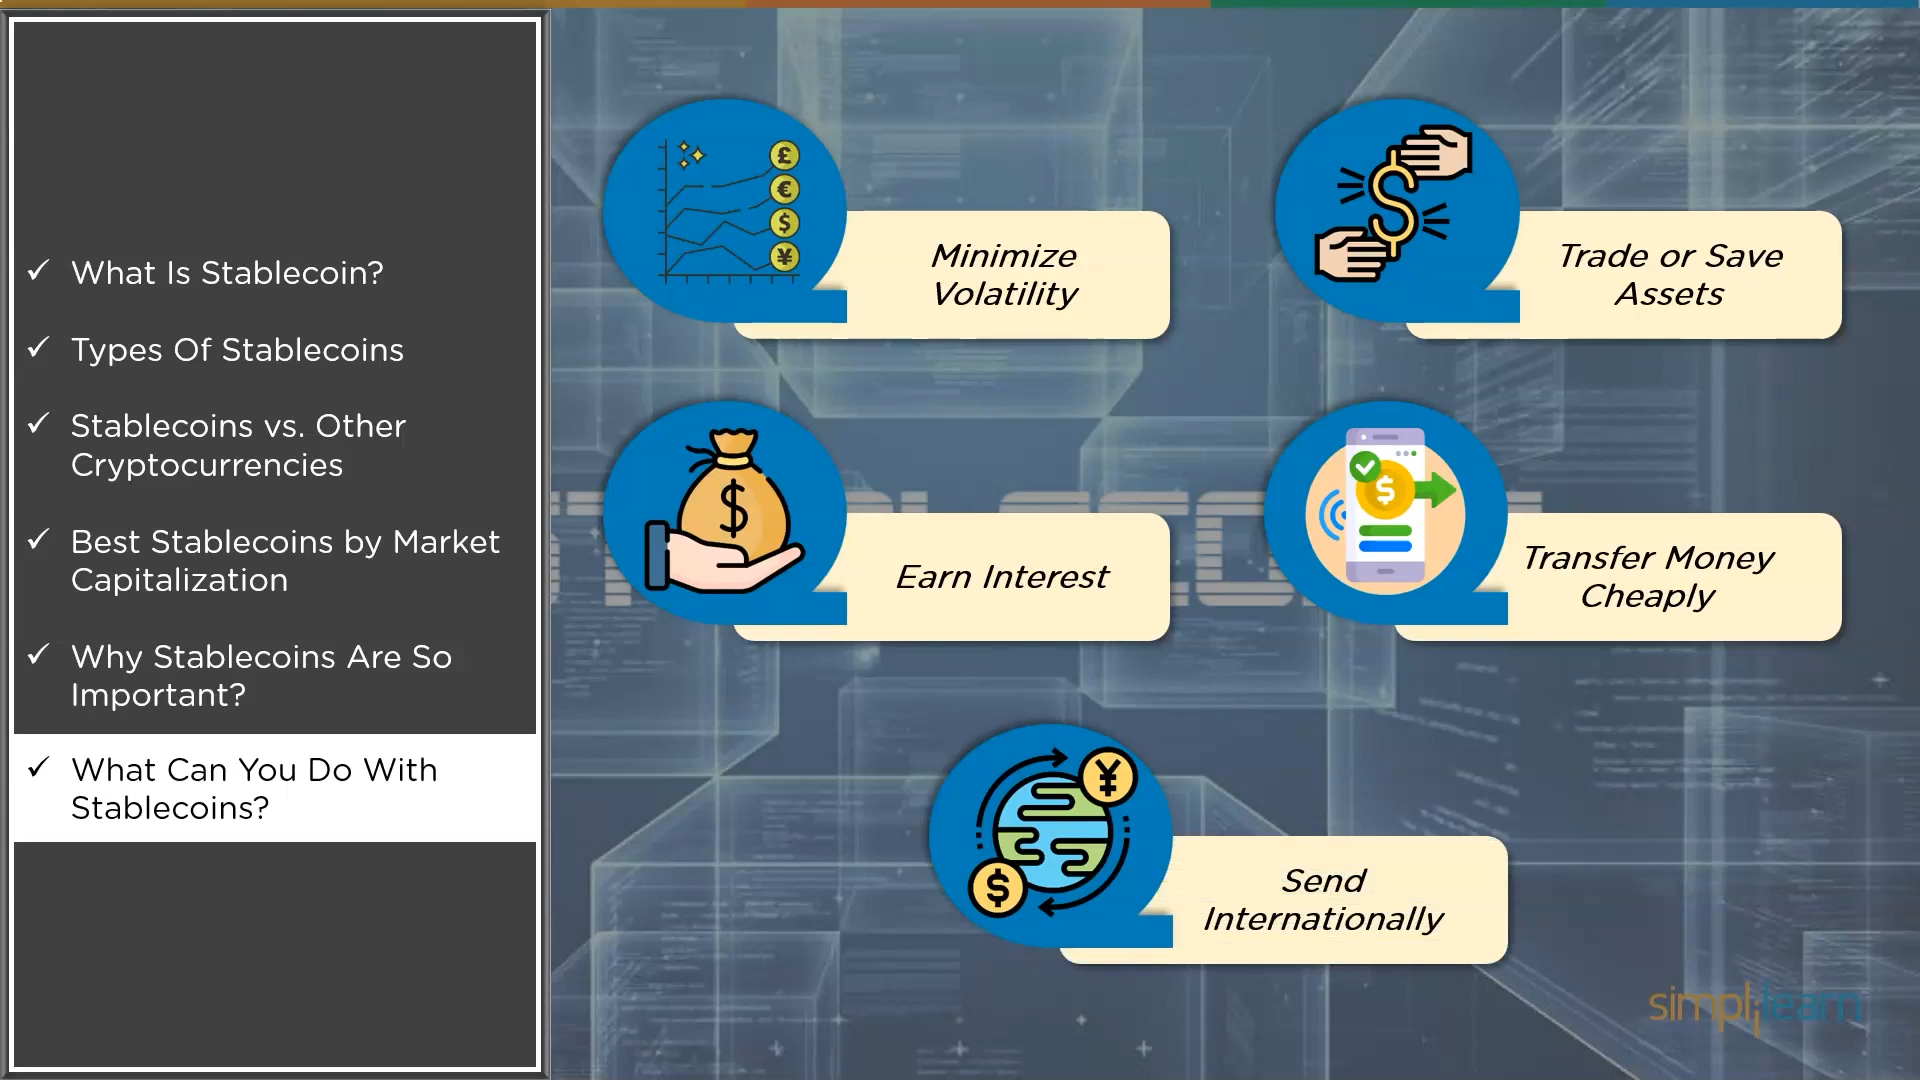 What Is Stablecoin?
Types Of Stablecoins
Stablecoins vs. Other
Cryptocurrencies
Best Stablecoins by Market
Capitalization
Why Stablecoins Are So
Important?
What Can You Do With
Stablecoins?
Minimize
Volatility
Trade or Save
Assets
Earn Interest
Transfer Money
Cheaply
Send
Internationally
simplilearn